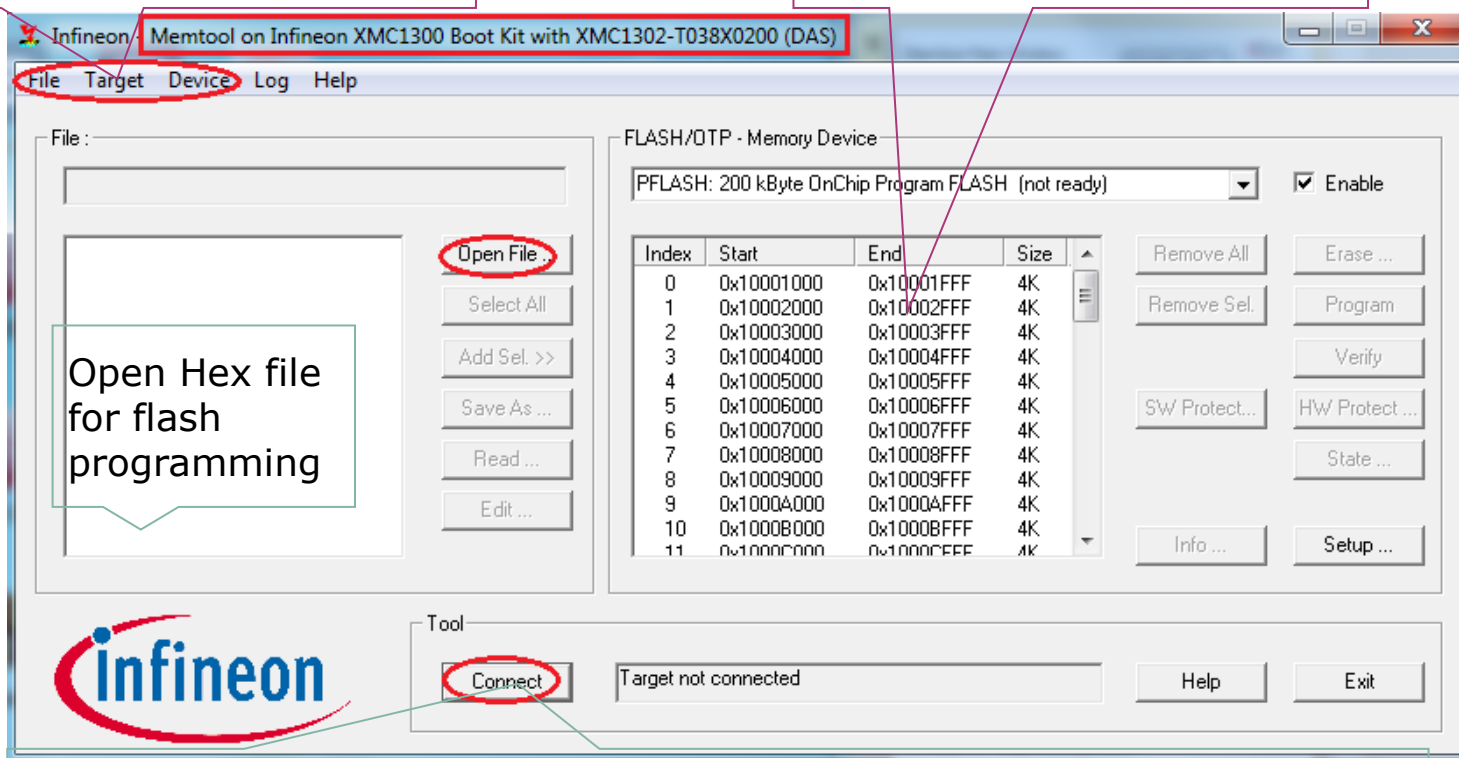 Infineon - Memtool on Infineon XMC1300 Boot Kit with XMC1302-T038X0200 (DAS)
File Target Device Log Help
File :
FLASH/OTP - Memory Device
PFLASH: 200 kByte OnChip Program FLASH (not ready)
Enable
Open File ..
Select All
Add Sel. >>
Save As ...
Read ...
Edit ...
Open Hex file
for flash
programming
Index Start End Size
0 0x10001000 0x10001FFF 4K
1 0x10002000 0x10002FFF 4K
2 0x10003000 0x10003FFF 4K
3 0x10004000 0x10004FFF 4K
4 0x10005000 0x10005FFF 4K
5 0x10006000 0x10006FFF 4K
6 0x10007000 0x10007FFF 4K
7 0x10008000 0x10008FFF 4K
8 0x10009000 0x10009FFF 4K
9 0x1000A000 0x1000AFFF 4K
10 0x1000B000 0x1000BFFF 4K
11 0x1000C000 0x1000CFFF 4K
Remove All
Erase ...
Remove Sel.
Program
Verify
SW Protect...
HW Protect ...
State ...
Info ...
Setup ...
infineon
Tool
Connect
Target not connected
Help
Exit